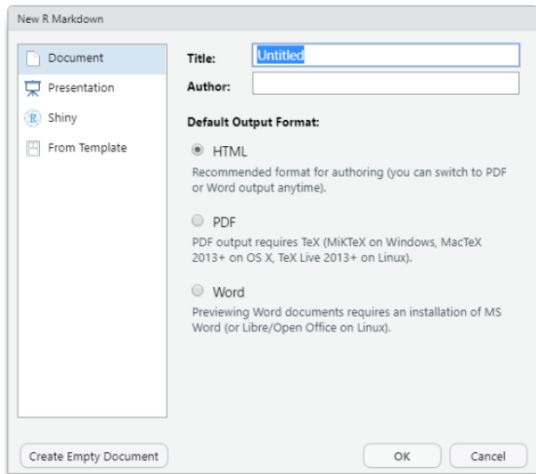 New R Markdown
Document
Presentation
R Shiny
From Template
Title: Untitled
Author:
Default Output Format:
HTML
Recommended format for authoring (you can switch to PDF
or Word output anytime).
PDF
PDF output requires TeX (MiKTeX on Windows, MacTeX
2013+ on OS X, TeX Live 2013+ on Linux).
Word
Previewing Word documents requires an installation of MS
Word (or Libre/Open Office on Linux).
Create Empty Document
OK
Cancel